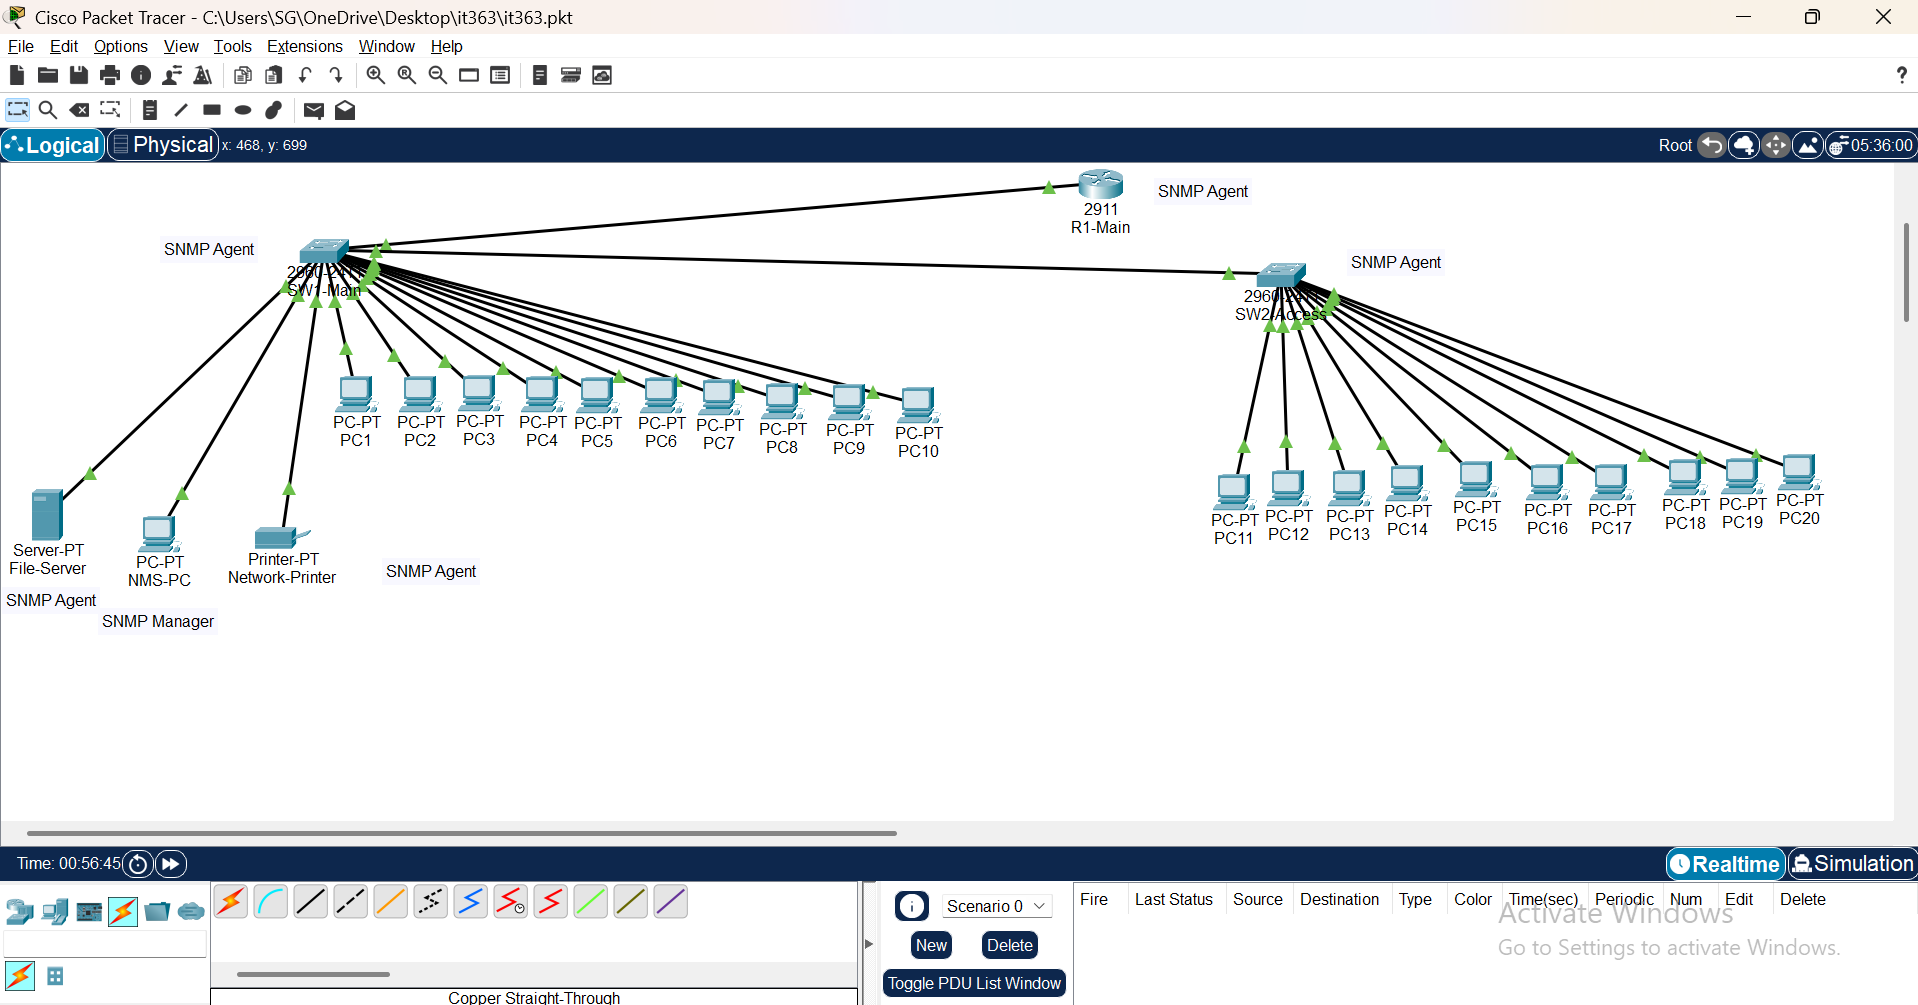 Cisco Packet Tracer - C:\Users\SG\OneDrive\Desktop\it363\it363.pkt
File Edit Options View Tools Extensions Window Help
?
Logical Physical x: 468, y: 699
Root 05:36:00
2911
R1-Main
SNMP Agent
SNMP Agent
SW1-Main
SNMP Agent
SW2-Access
PC-PT
PC1
PC-PT
PC2
PC-PT
PC3
PC-PT
PC4
PC-PT
PC5
PC-PT
PC6
PC-PT
PC7
PC-PT
PC8
PC-PT
PC9
PC-PT
PC10
PC-PT
PC11
PC-PT
PC12
PC-PT
PC13
PC-PT
PC14
PC-PT
PC15
PC-PT
PC16
PC-PT
PC17
PC-PT
PC18
PC-PT
PC19
PC-PT
PC20
Server-PT
File-Server
SNMP Agent
PC-PT
NMS-PC
SNMP Manager
Printer-PT
Network-Printer
SNMP Agent
Time: 00:56:45
Realtime Simulation
Scenario 0
New Delete
Toggle PDU List Window
Fire Last Status Source Destination Type Color Time(sec) Periodic Num Edit Delete
Activate Windows
Go to Settings to activate Windows.
Copper Straight-Through